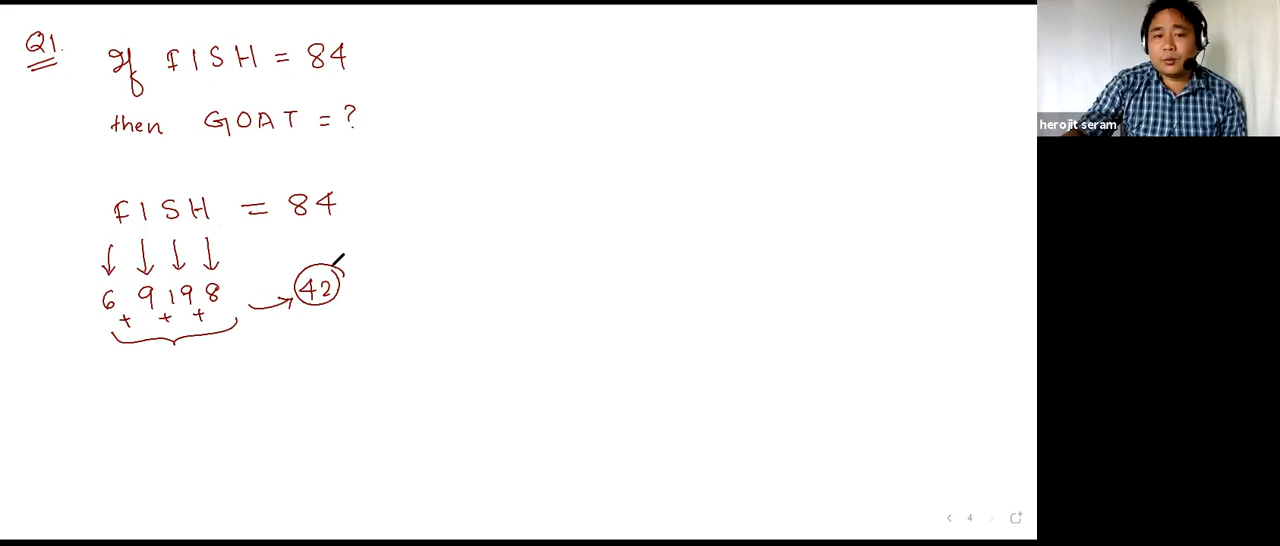 Q1. If FISH = 84
then GOAT = ?
FISH = 84
6 9 19 8 → 42
+ + +
herojit seram
4